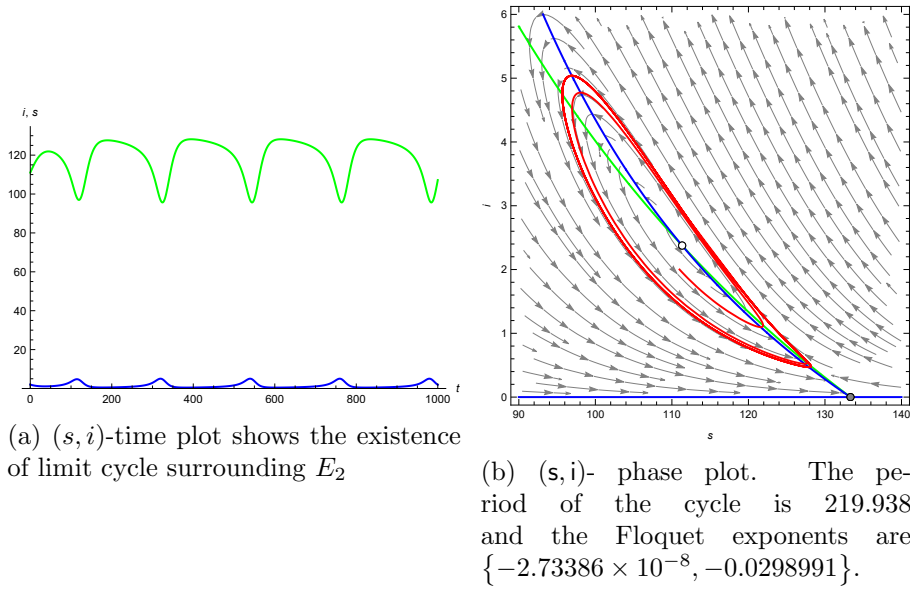 i, s
120
100
80
60
40
20
200
400
600
800
1000
t
(a) (s, i)-time plot shows the existence
of limit cycle surrounding E2
6
5
4
3
2
1
0
i
90
100
110
120
130
140
s
(b) (s, i)- phase plot. The pe-
riod of the cycle is 219.938
and the Floquet exponents are
{−2.73386 × 10⁻⁸, −0.0298991}.